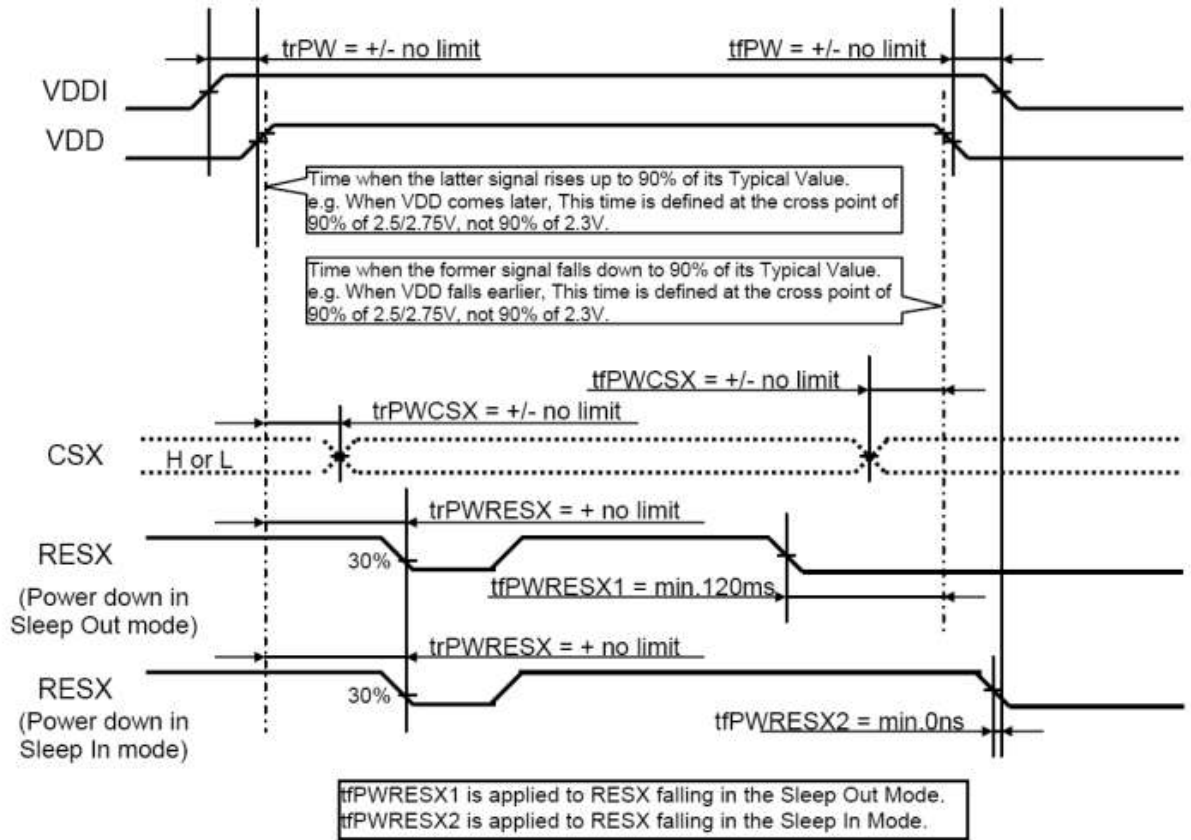 trPW = +/- no limit
tfPW = +/- no limit
VDDI
VDD
Time when the latter signal rises up to 90% of its Typical Value.
e.g. When VDD comes later, This time is defined at the cross point of
90% of 2.5/2.75V, not 90% of 2.3V.
Time when the former signal falls down to 90% of its Typical Value.
e.g. When VDD falls earlier, This time is defined at the cross point of
90% of 2.5/2.75V, not 90% of 2.3V.
tfPWCSX = +/- no limit
trPWCSX = +/- no limit
CSX
H or L
trPWRESX = + no limit
RESX
30%
(Power down in
Sleep Out mode)
tfPWRESX1 = min.120ms
trPWRESX = + no limit
RESX
30%
(Power down in
Sleep In mode)
tfPWRESX2 = min.0ns
tfPWRESX1 is applied to RESX falling in the Sleep Out Mode.
tfPWRESX2 is applied to RESX falling in the Sleep In Mode.